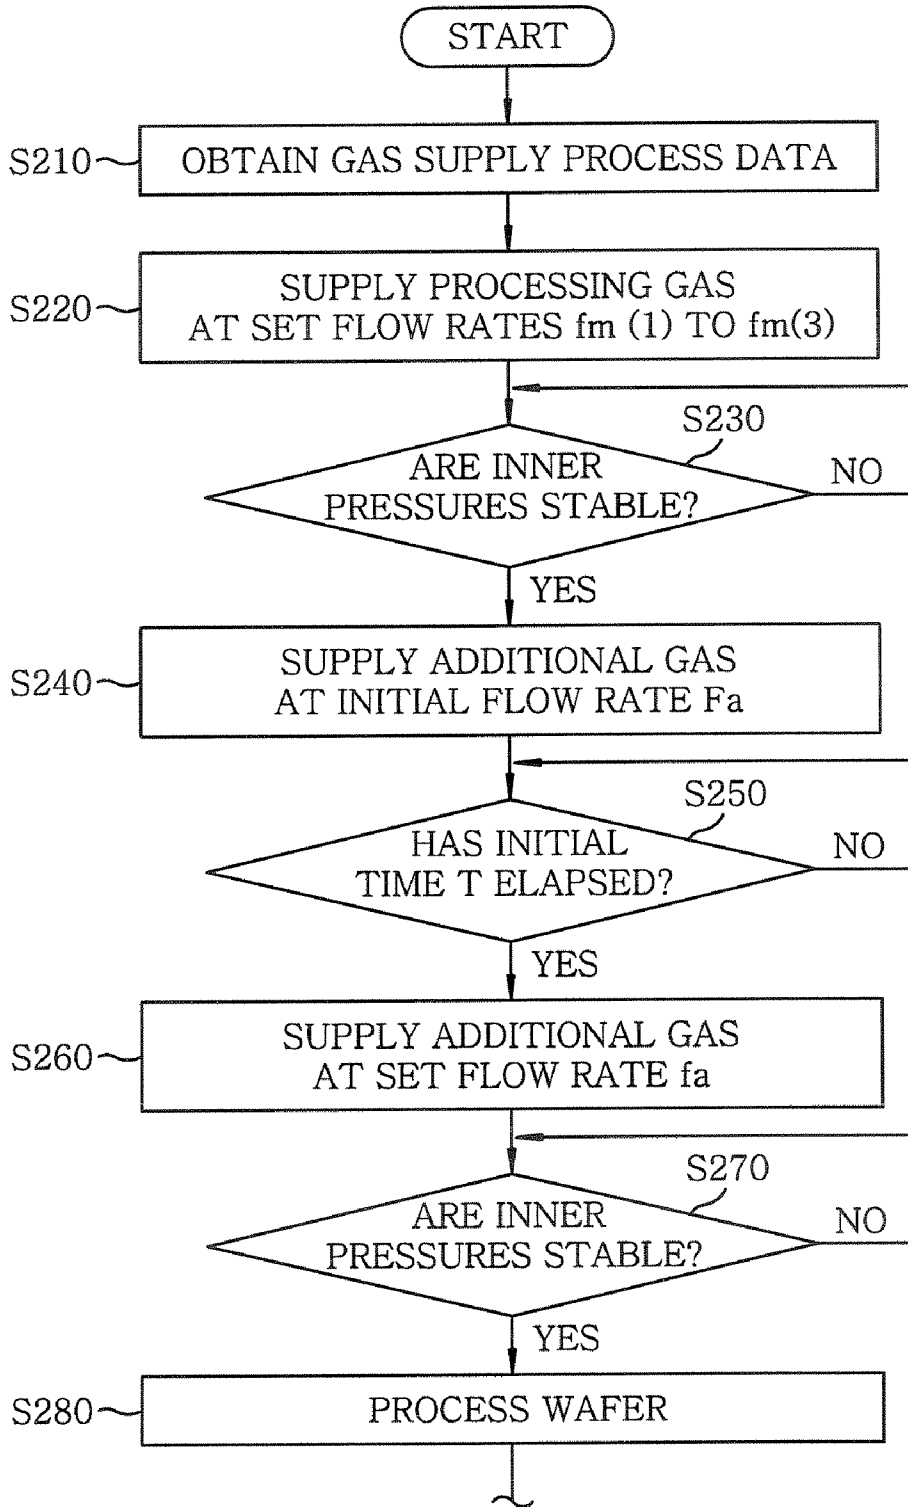 START
S210
OBTAIN GAS SUPPLY PROCESS DATA
S220
SUPPLY PROCESSING GAS
AT SET FLOW RATES fm (1) TO fm(3)
S230
ARE INNER
PRESSURES STABLE?
NO
YES
S240
SUPPLY ADDITIONAL GAS
AT INITIAL FLOW RATE Fa
S250
HAS INITIAL
TIME T ELAPSED?
NO
YES
S260
SUPPLY ADDITIONAL GAS
AT SET FLOW RATE fa
S270
ARE INNER
PRESSURES STABLE?
NO
YES
S280
PROCESS WAFER